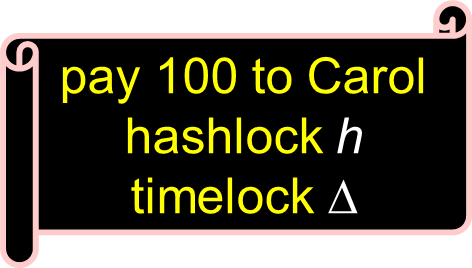 pay 100 to Carol
hashlock h
timelock Δ